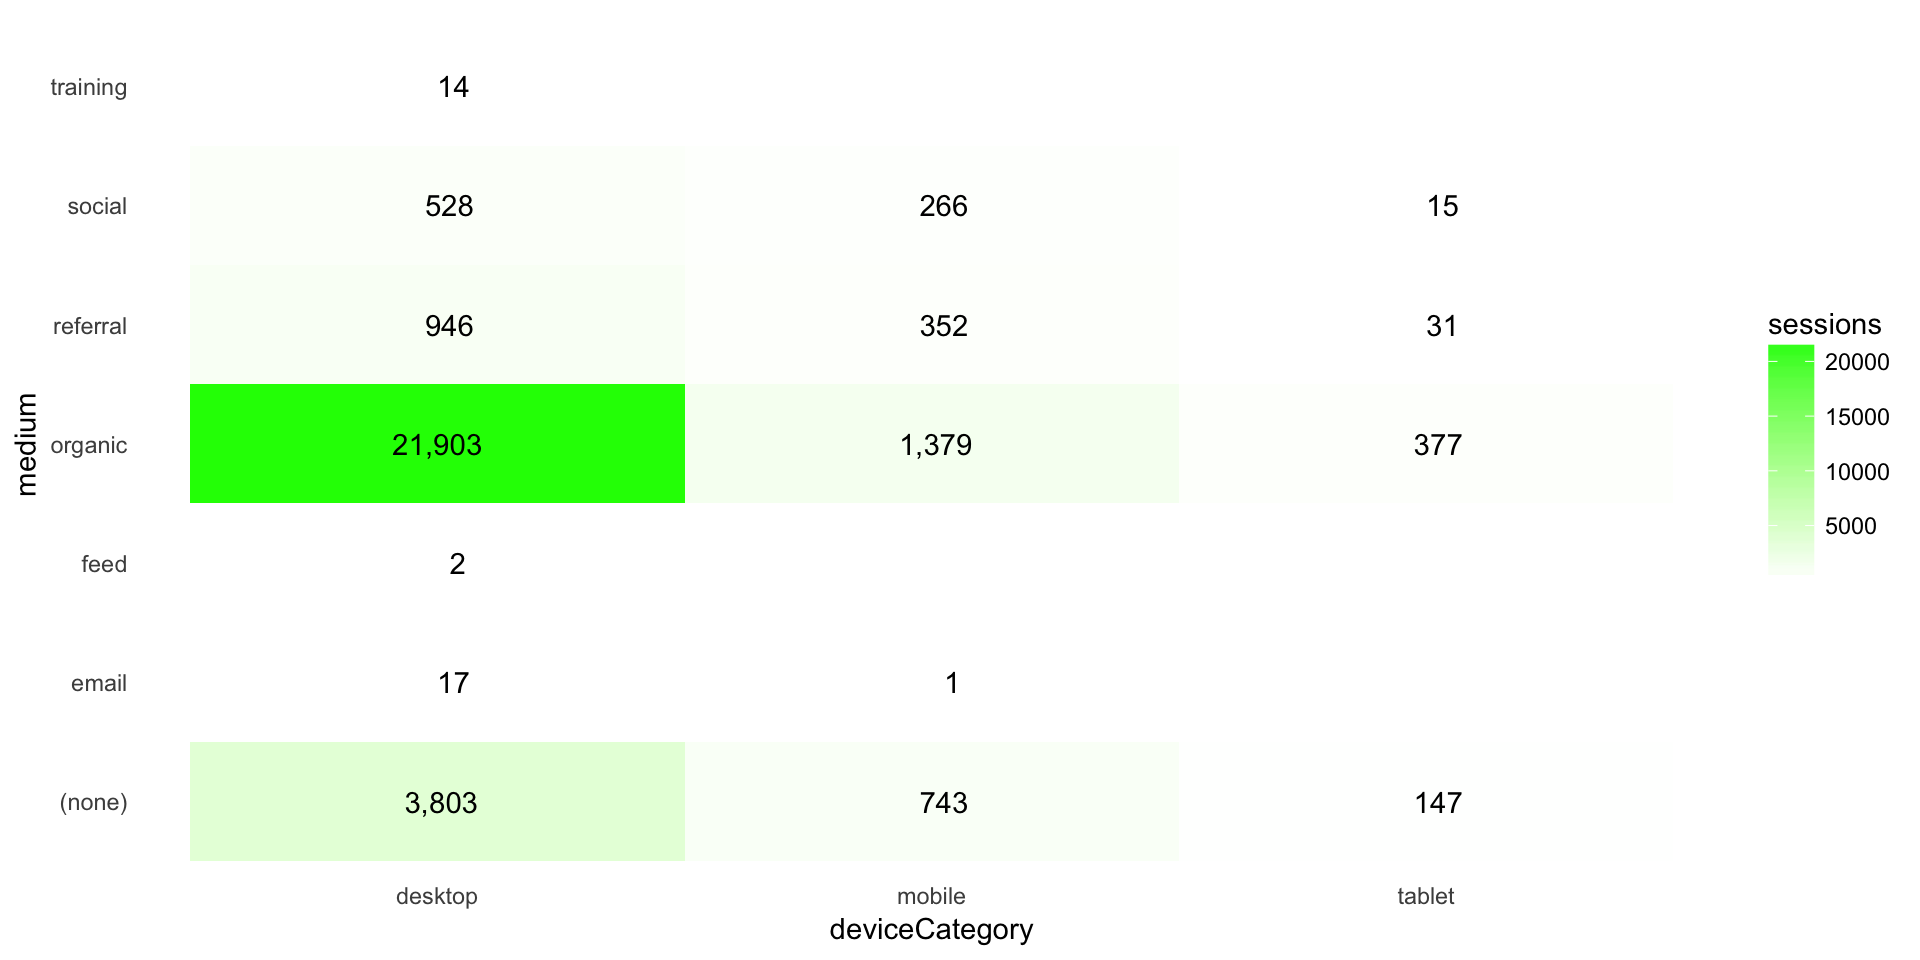 training 14
social 528 266 15
referral 946 352 31
organic 21,903 1,379 377
feed 2
email 17 1
(none) 3,803 743 147
desktop mobile tablet
deviceCategory
medium
sessions
20000
15000
10000
5000